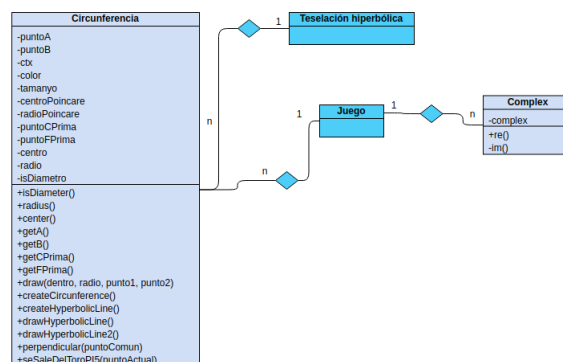 Circunferencia
-puntoA
-puntoB
-ctx
-color
-tamanyo
-centroPoincare
-radioPoincare
-puntoCPrima
-puntoFPrima
-centro
-radio
-isDiametro
+isDiameter()
+radius()
+center()
+getA()
+getB()
+getCPrima()
+getFPrima()
+draw(dentro, radio, punto1, punto2)
+createCircunference()
+createHyperbolicLine()
+drawHyperbolicLine()
+drawHyperbolicLine2()
+perpendicular(puntoComun)
+seSaleDelToroPI5(puntoActual)
n
1
Teselación hiperbólica
n
1
Juego
1
n
Complex
-complex
+re()
-im()